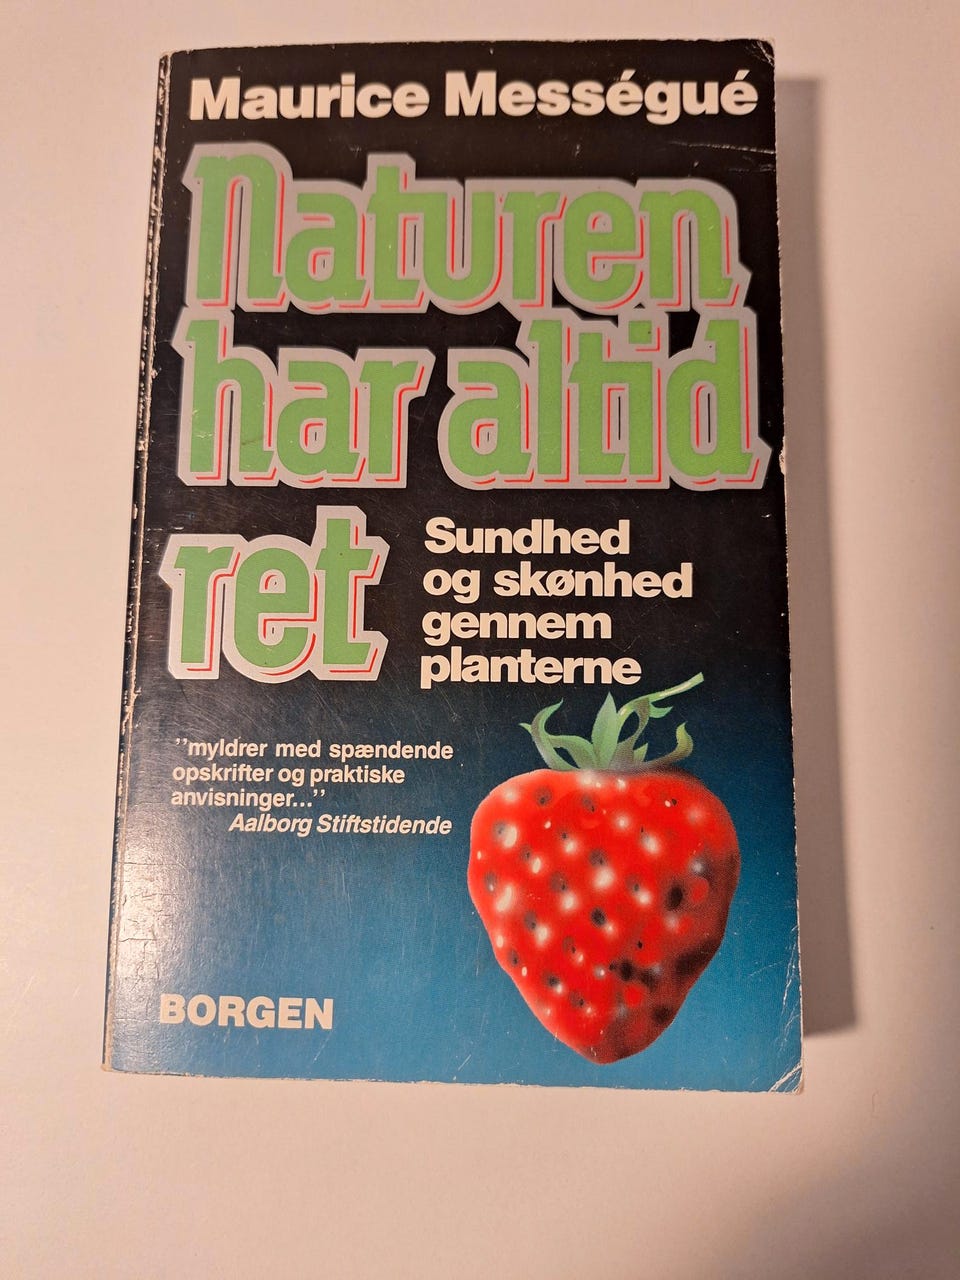 Maurice Mességué
Naturen
har altid
ret
Sundhed
og skønhed
gennem
planterne
”myldrer med spændende
opskrifter og praktiske
anvisninger...”
Aalborg Stiftstidende
BORGEN